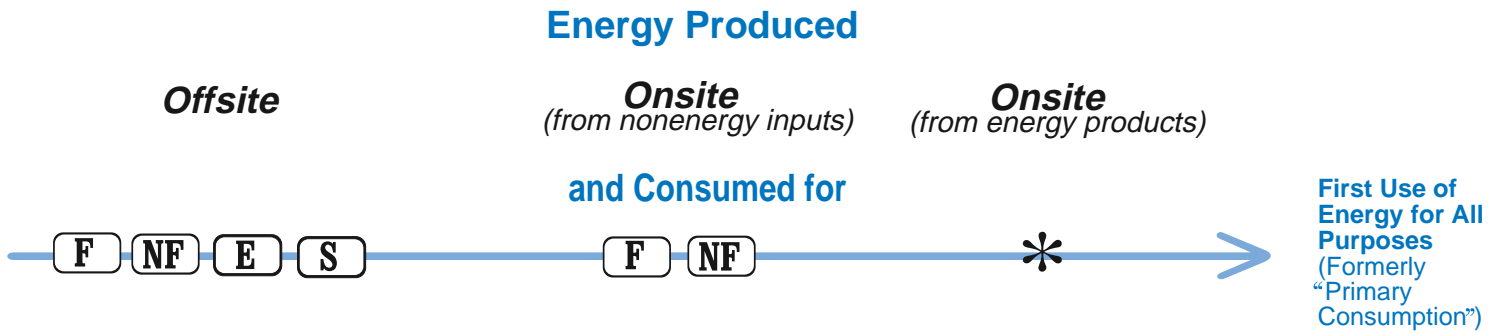 Energy Produced
Offsite
Onsite
(from nonenergy inputs)
Onsite
(from energy products)
and Consumed for
F NF E S F NF *
First Use of
Energy for All
Purposes
(Formerly
“Primary
Consumption”)